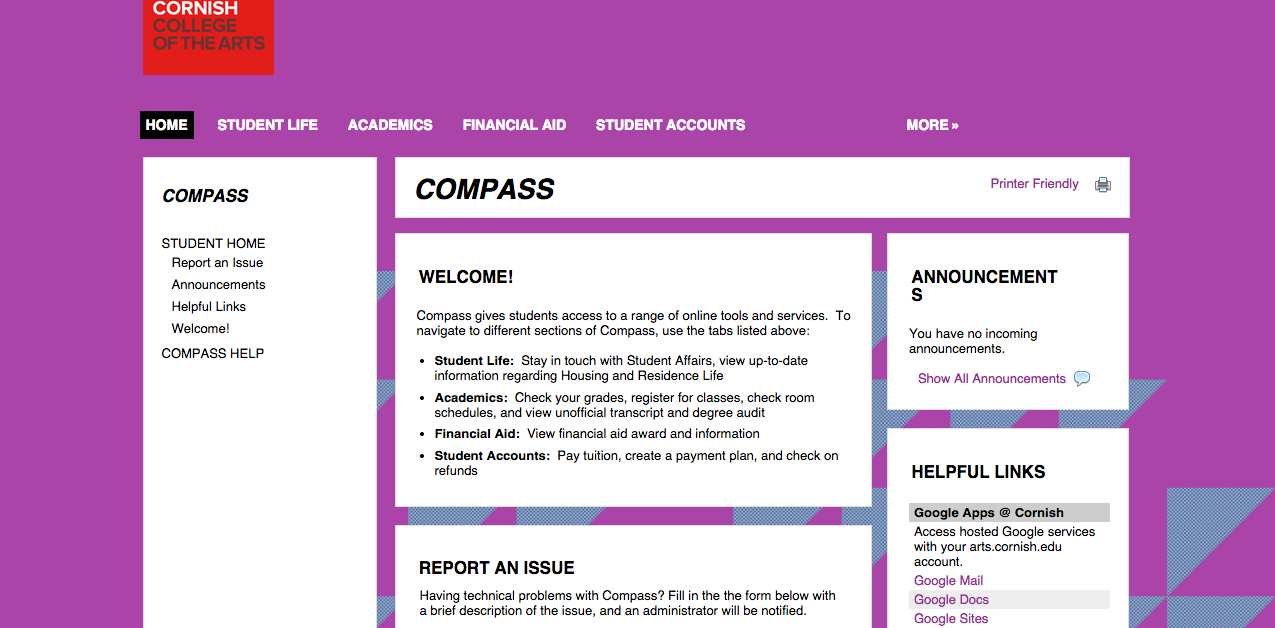 CORNISH
COLLEGE
OF THE ARTS
HOME STUDENT LIFE ACADEMICS FINANCIAL AID STUDENT ACCOUNTS MORE »
COMPASS
STUDENT HOME
Report an Issue
Announcements
Helpful Links
Welcome!
COMPASS HELP
COMPASS
Printer Friendly
WELCOME!
Compass gives students access to a range of online tools and services. To
navigate to different sections of Compass, use the tabs listed above:
• Student Life: Stay in touch with Student Affairs, view up-to-date
information regarding Housing and Residence Life
• Academics: Check your grades, register for classes, check room
schedules, and view unofficial transcript and degree audit
• Financial Aid: View financial aid award and information
• Student Accounts: Pay tuition, create a payment plan, and check on
refunds
REPORT AN ISSUE
Having technical problems with Compass? Fill in the the form below with
a brief description of the issue, and an administrator will be notified.
ANNOUNCEMENT
S
You have no incoming
announcements.
Show All Announcements
HELPFUL LINKS
Google Apps @ Cornish
Access hosted Google services
with your arts.cornish.edu
account.
Google Mail
Google Docs
Google Sites